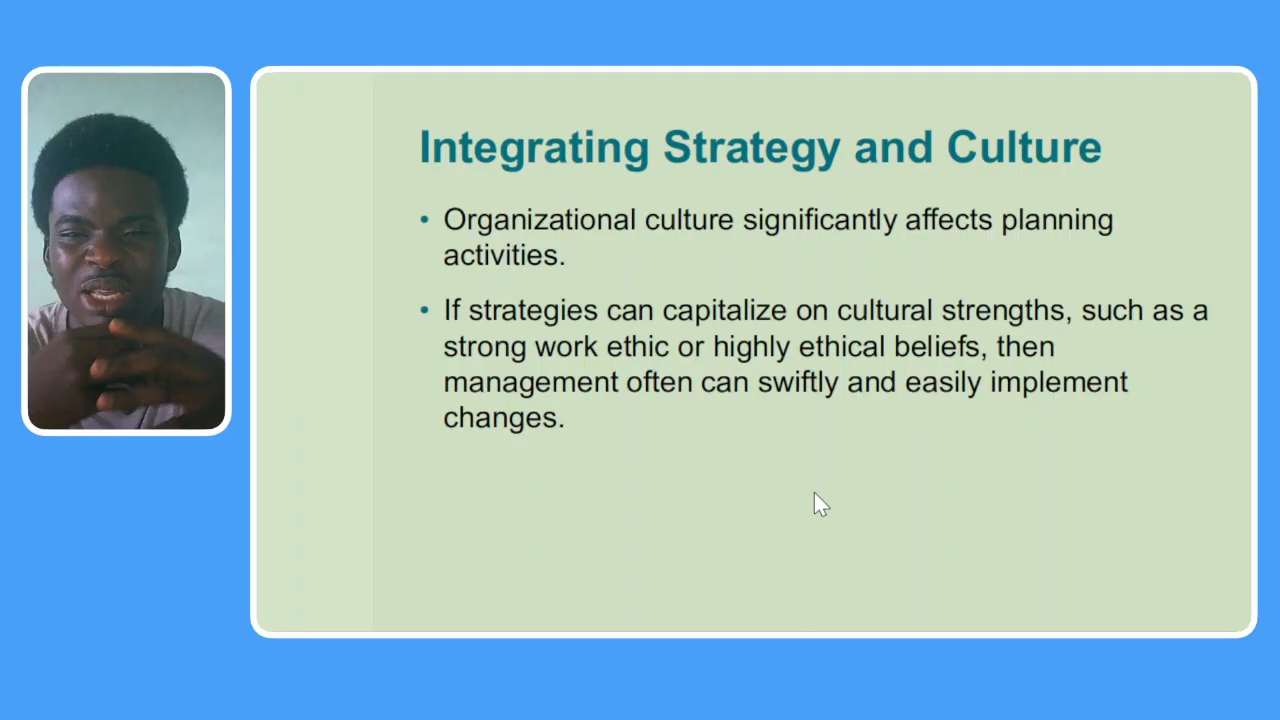 Integrating Strategy and Culture
• Organizational culture significantly affects planning
activities.
• If strategies can capitalize on cultural strengths, such as a
strong work ethic or highly ethical beliefs, then
management often can swiftly and easily implement
changes.